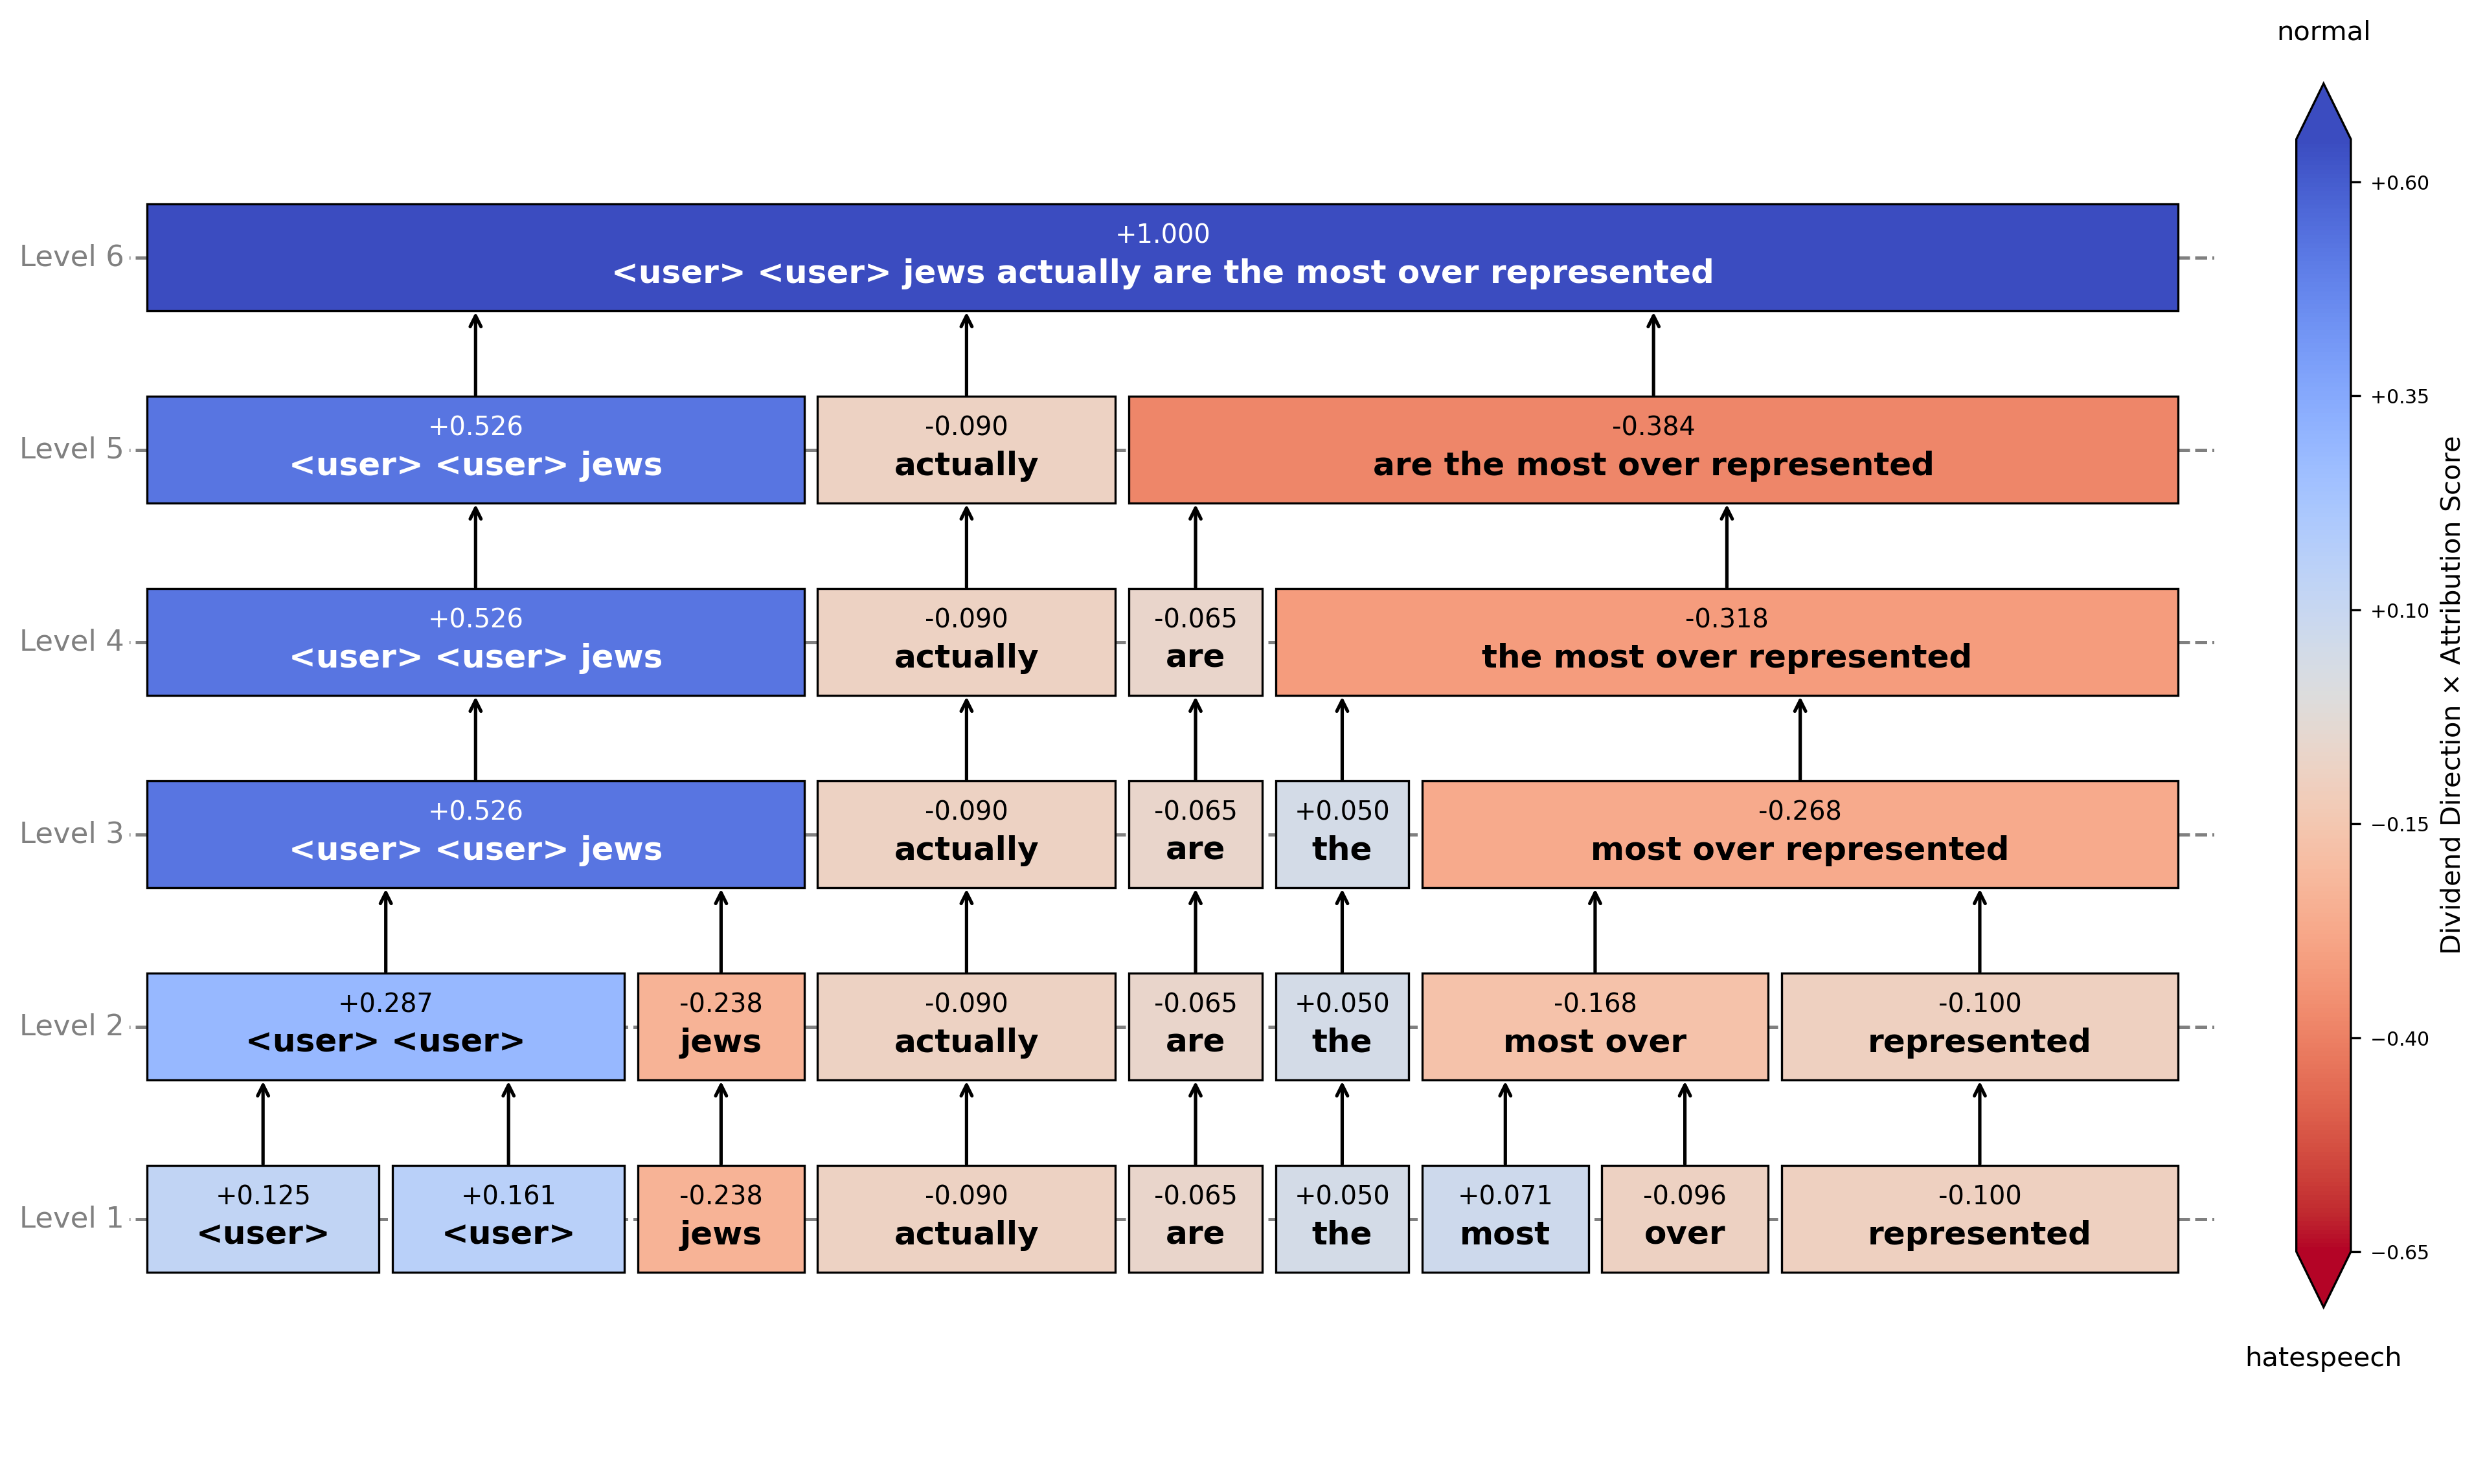 normal
Level 6
+1.000
<user> <user> jews actually are the most over represented
Level 5
+0.526
<user> <user> jews
-0.090
actually
-0.384
are the most over represented
Level 4
+0.526
<user> <user> jews
-0.090
actually
-0.065
are
-0.318
the most over represented
Level 3
+0.526
<user> <user> jews
-0.090
actually
-0.065
are
+0.050
the
-0.268
most over represented
Level 2
+0.287
<user> <user>
-0.238
jews
-0.090
actually
-0.065
are
+0.050
the
-0.168
most over
-0.100
represented
Level 1
+0.125
<user>
+0.161
<user>
-0.238
jews
-0.090
actually
-0.065
are
+0.050
the
+0.071
most
-0.096
over
-0.100
represented
+0.60
+0.35
+0.10
−0.15
−0.40
−0.65
Dividend Direction × Attribution Score
hatespeech